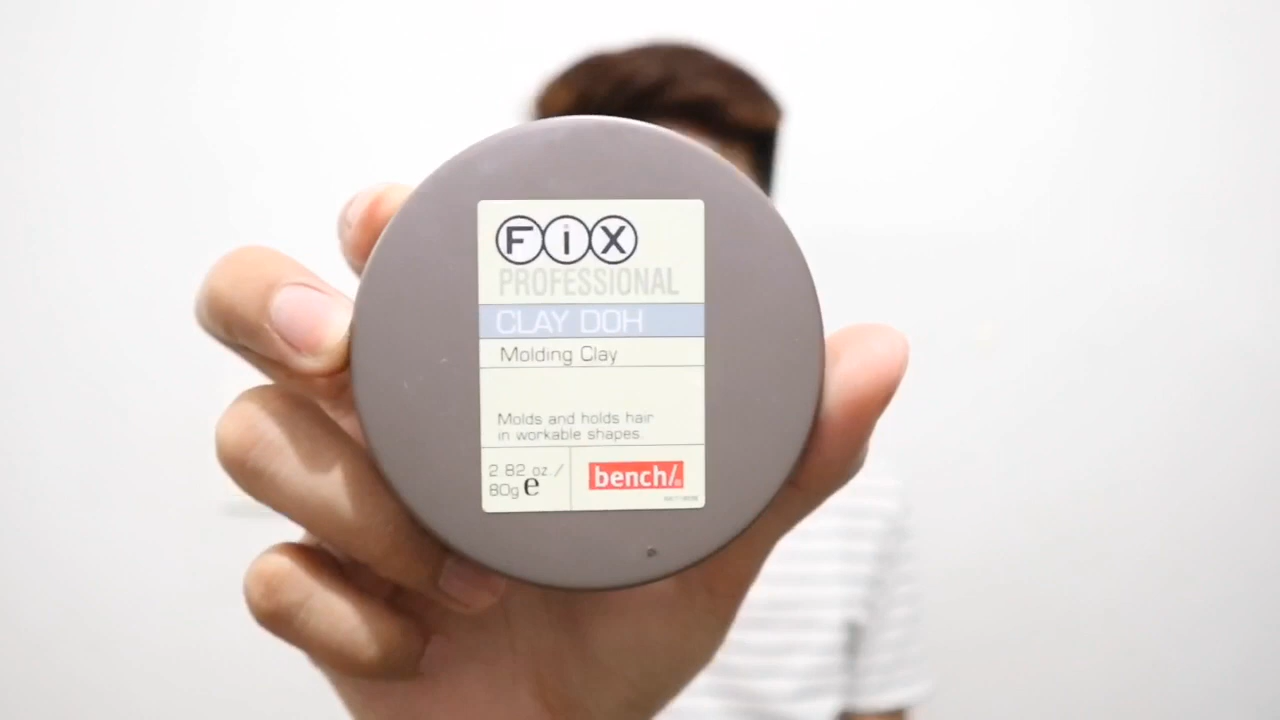 FiX
PROFESSIONAL
CLAY DOH
Molding Clay
Molds and holds hair
in workable shapes.
2.82 oz./
80g e
bench/®